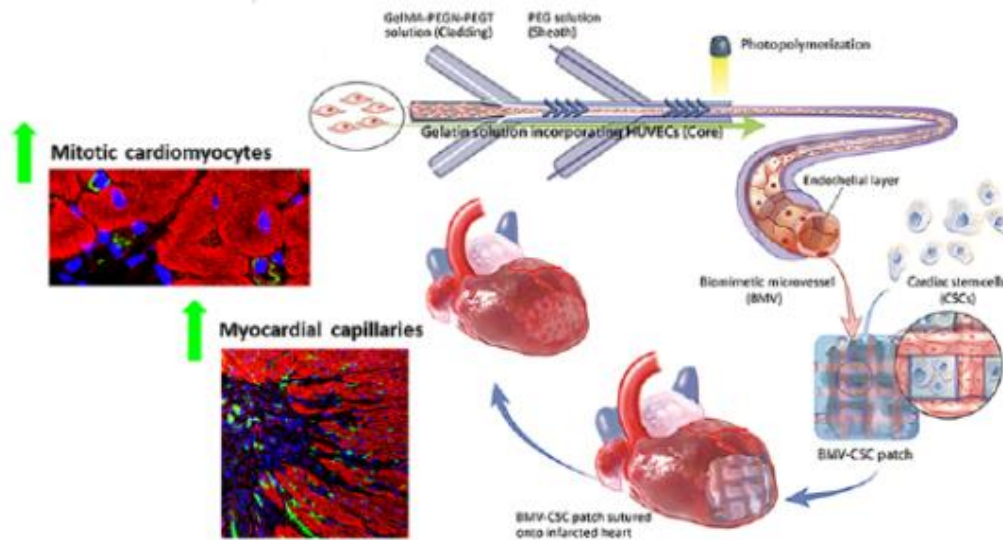 GelMA-PEGN-PEGT
solution (Cladding)
PEG solution
(Sheath)
Photopolymerization
Gelatin solution incorporating HUVECs (Core)
Mitotic cardiomyocytes
Endothelial layer
Biomimetic microvessel
(BMV)
Cardiac stem cells
(CSCs)
Myocardial capillaries
BMV-CSC patch
BMV-CSC patch sutured
onto infarcted heart